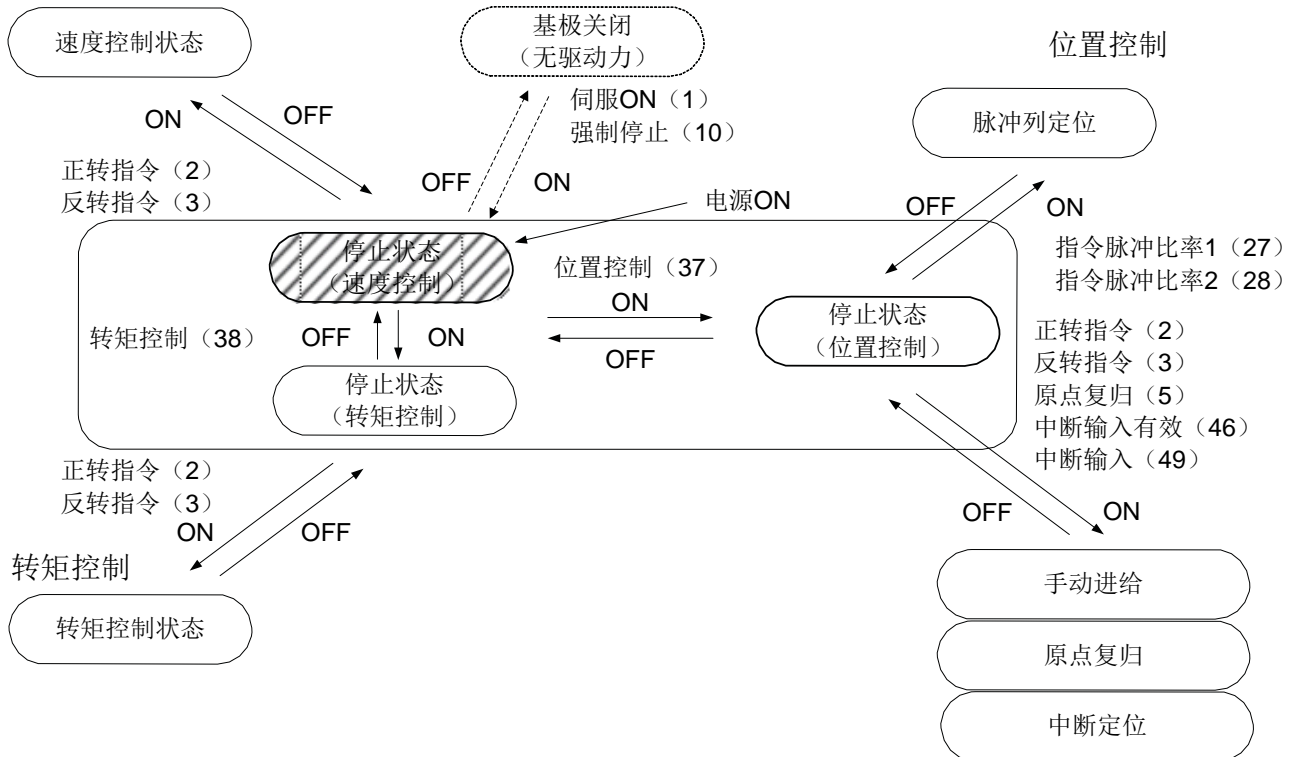 速度控制状态
基极关闭
（无驱动力）
位置控制
伺服ON（1）
强制停止（10）
脉冲列定位
ON
OFF
正转指令（2）
反转指令（3）
OFF
ON
电源ON
OFF
ON
指令脉冲比率1（27）
指令脉冲比率2（28）
停止状态
（速度控制）
位置控制（37）
ON
OFF
停止状态
（位置控制）
转矩控制（38）
OFF
ON
停止状态
（转矩控制）
正转指令（2）
反转指令（3）
原点复归（5）
中断输入有效（46）
中断输入（49）
正转指令（2）
反转指令（3）
ON
OFF
OFF
ON
转矩控制
转矩控制状态
手动进给
原点复归
中断定位